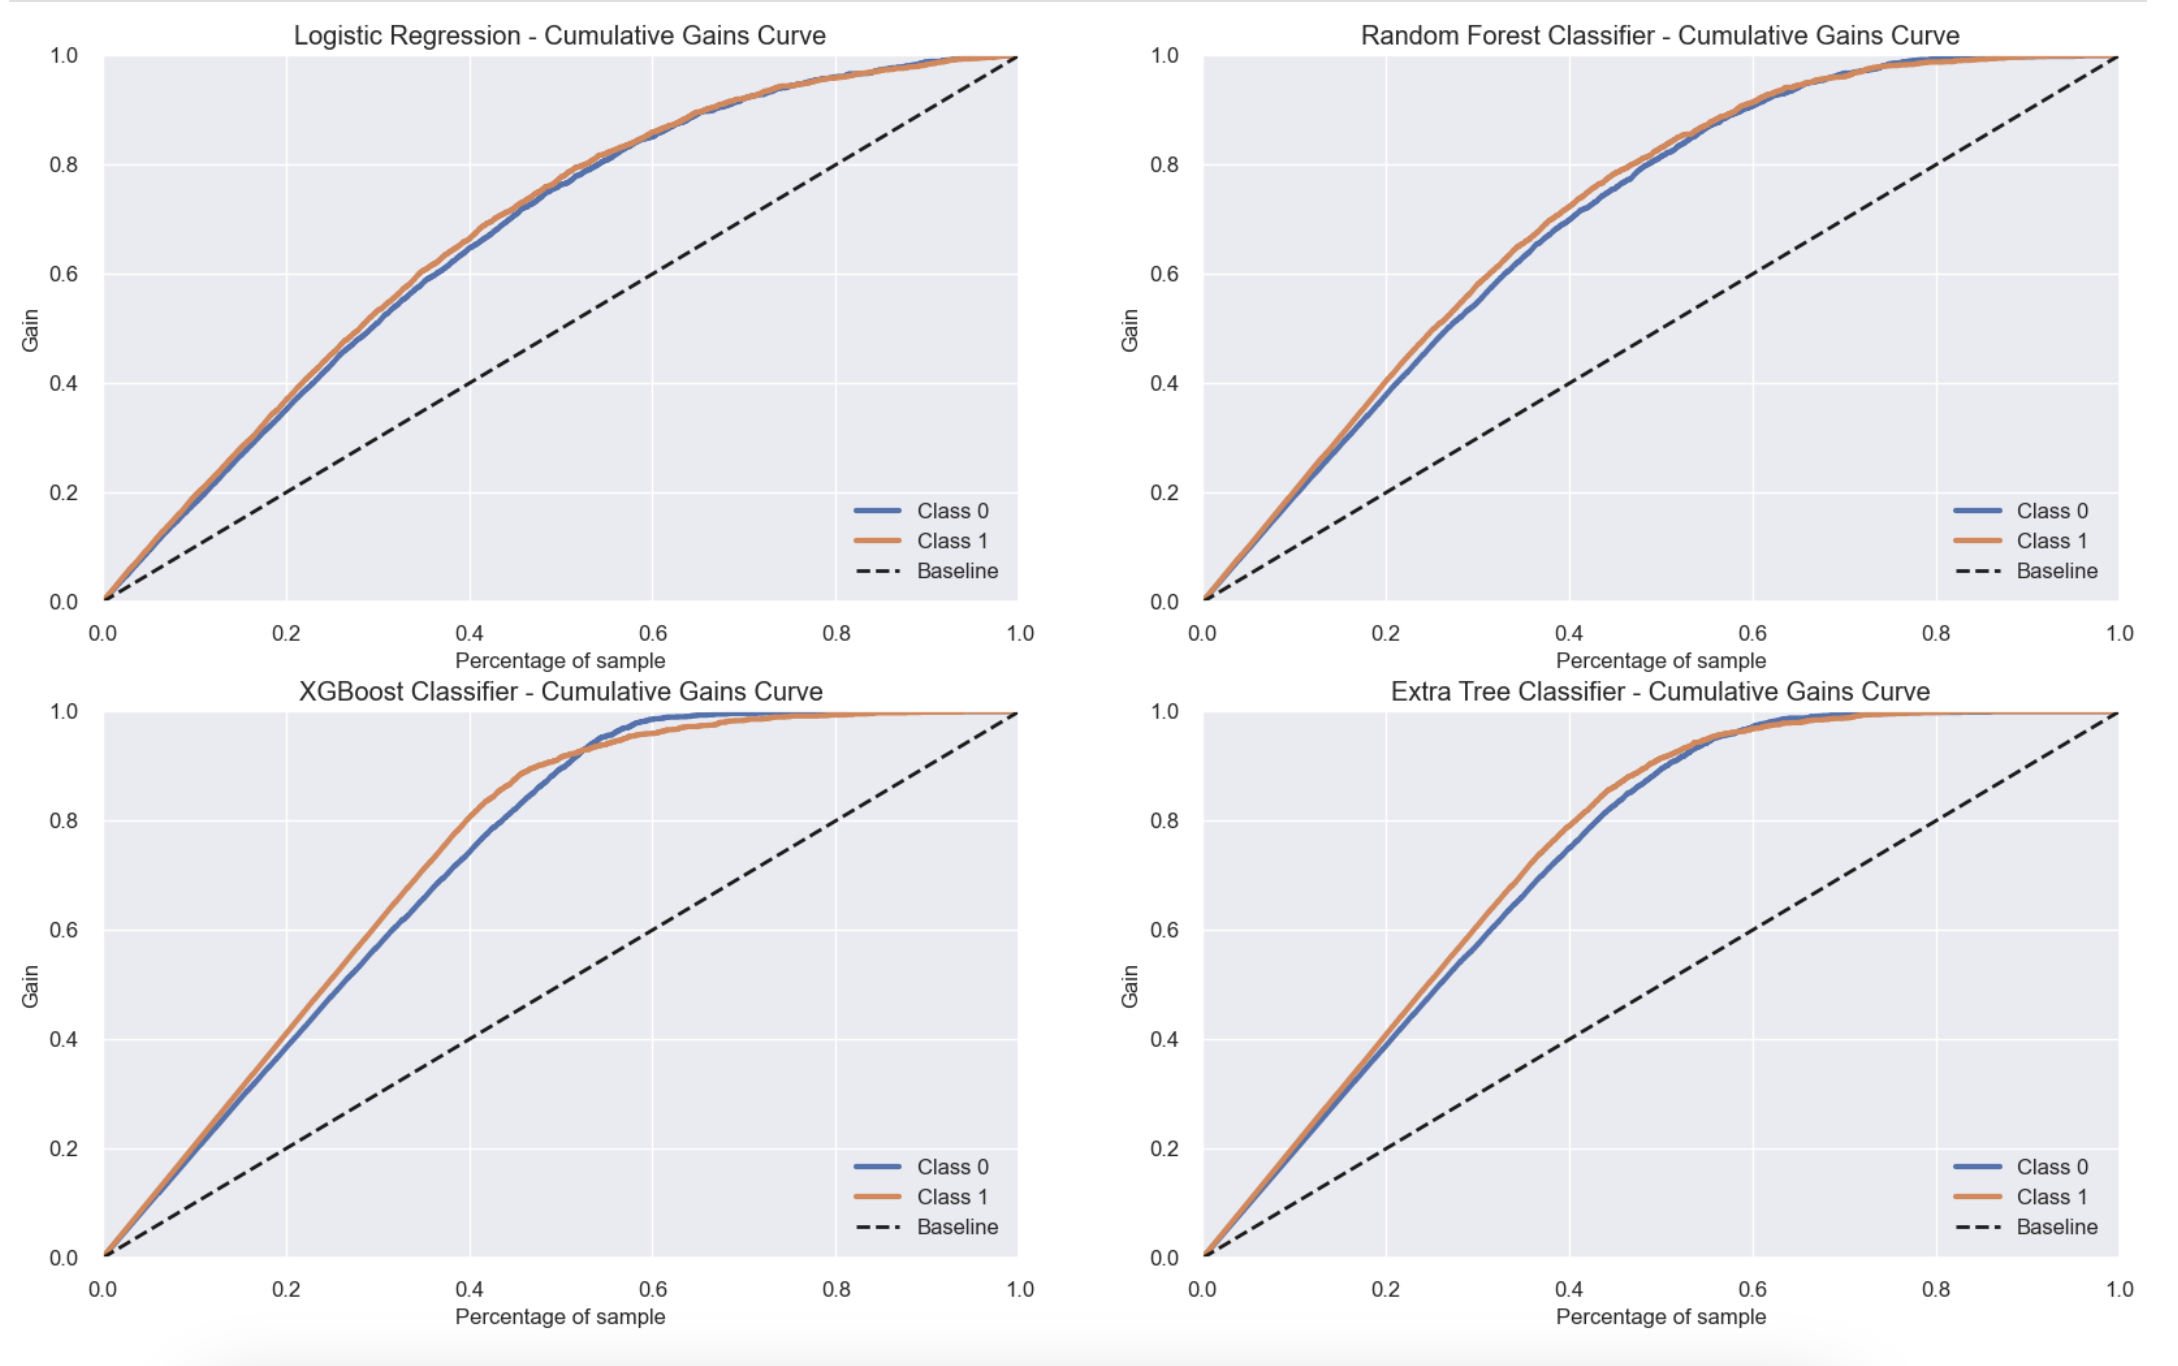 Logistic Regression - Cumulative Gains Curve
1.0
0.8
0.6
0.4
0.2
0.0
Gain
Class 0
Class 1
Baseline
0.0 0.2 0.4 0.6 0.8 1.0
Percentage of sample
Random Forest Classifier - Cumulative Gains Curve
1.0
0.8
0.6
0.4
0.2
0.0
Gain
Class 0
Class 1
Baseline
0.0 0.2 0.4 0.6 0.8 1.0
Percentage of sample
XGBoost Classifier - Cumulative Gains Curve
1.0
0.8
0.6
0.4
0.2
0.0
Gain
Class 0
Class 1
Baseline
0.0 0.2 0.4 0.6 0.8 1.0
Percentage of sample
Extra Tree Classifier - Cumulative Gains Curve
1.0
0.8
0.6
0.4
0.2
0.0
Gain
Class 0
Class 1
Baseline
0.0 0.2 0.4 0.6 0.8 1.0
Percentage of sample